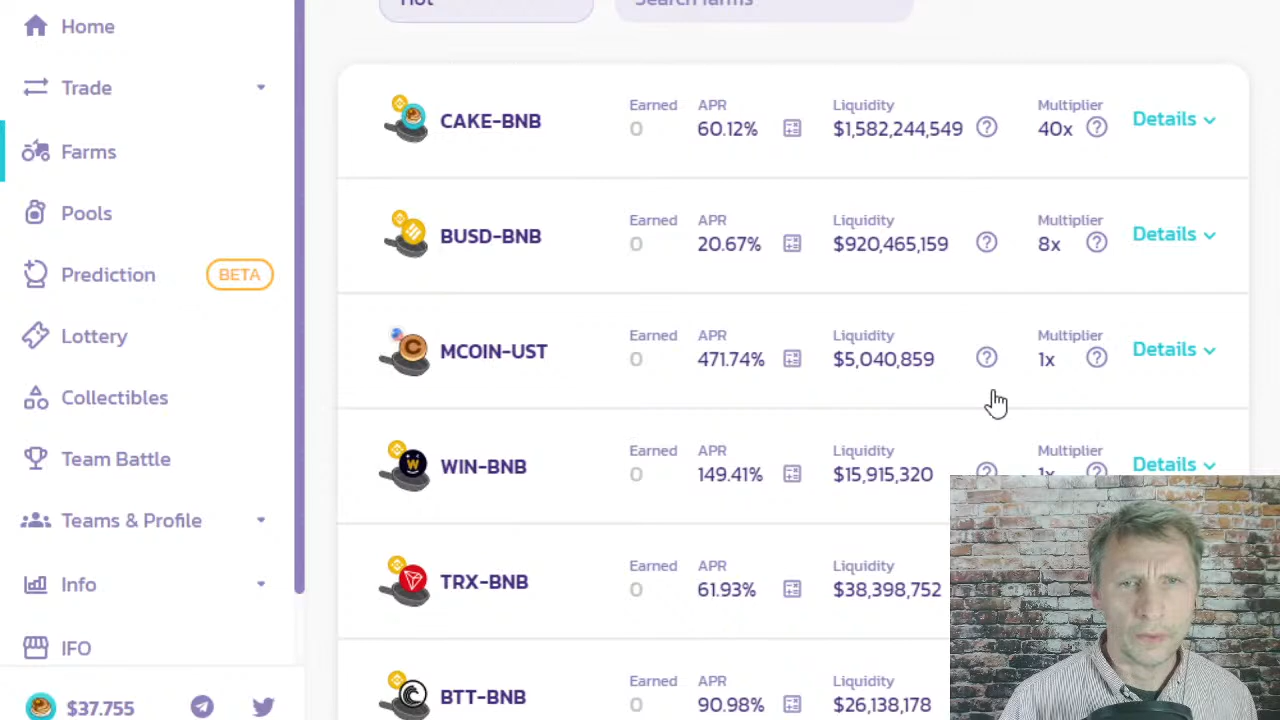 Hot
Search farms
Home
Trade
Farms
Pools
Prediction
BETA
Lottery
Collectibles
Team Battle
Teams & Profile
Info
IFO
$37.755
CAKE-BNB
Earned
0
APR
60.12%
Liquidity
$1,582,244,549
Multiplier
40x
Details
BUSD-BNB
Earned
0
APR
20.67%
Liquidity
$920,465,159
Multiplier
8x
Details
MCOIN-UST
Earned
0
APR
471.74%
Liquidity
$5,040,859
Multiplier
1x
Details
WIN-BNB
Earned
0
APR
149.41%
Liquidity
$15,915,320
Multiplier
1x
Details
TRX-BNB
Earned
0
APR
61.93%
Liquidity
$38,398,752
BTT-BNB
Earned
0
APR
90.98%
Liquidity
$26,138,178